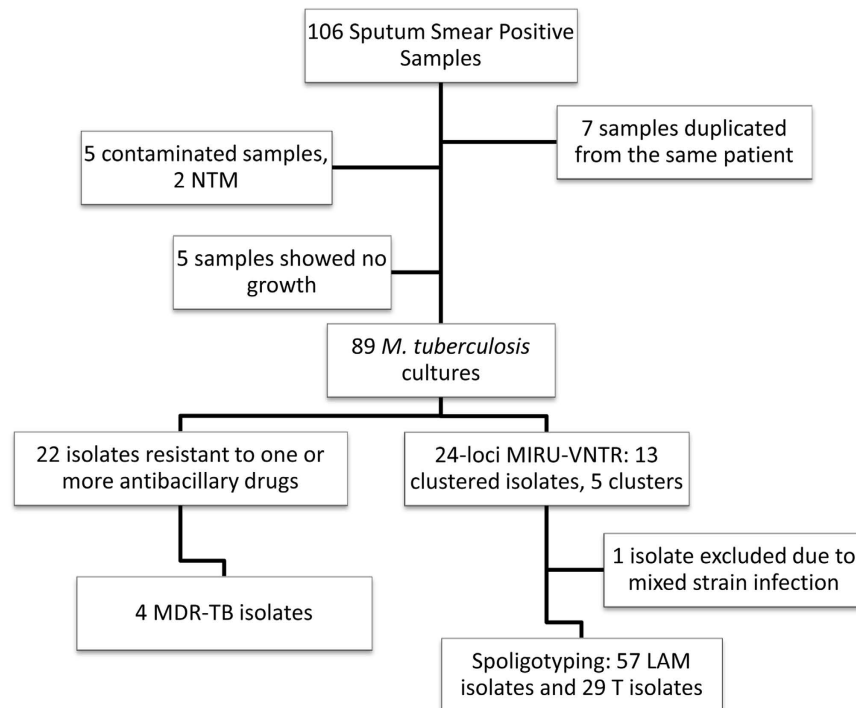 106 Sputum Smear Positive
Samples
7 samples duplicated
from the same patient
5 contaminated samples,
2 NTM
5 samples showed no
growth
89 M. tuberculosis
cultures
22 isolates resistant to one or
more antibacillary drugs
24-loci MIRU-VNTR: 13
clustered isolates, 5 clusters
1 isolate excluded due to
mixed strain infection
4 MDR-TB isolates
Spoligotyping: 57 LAM
isolates and 29 T isolates